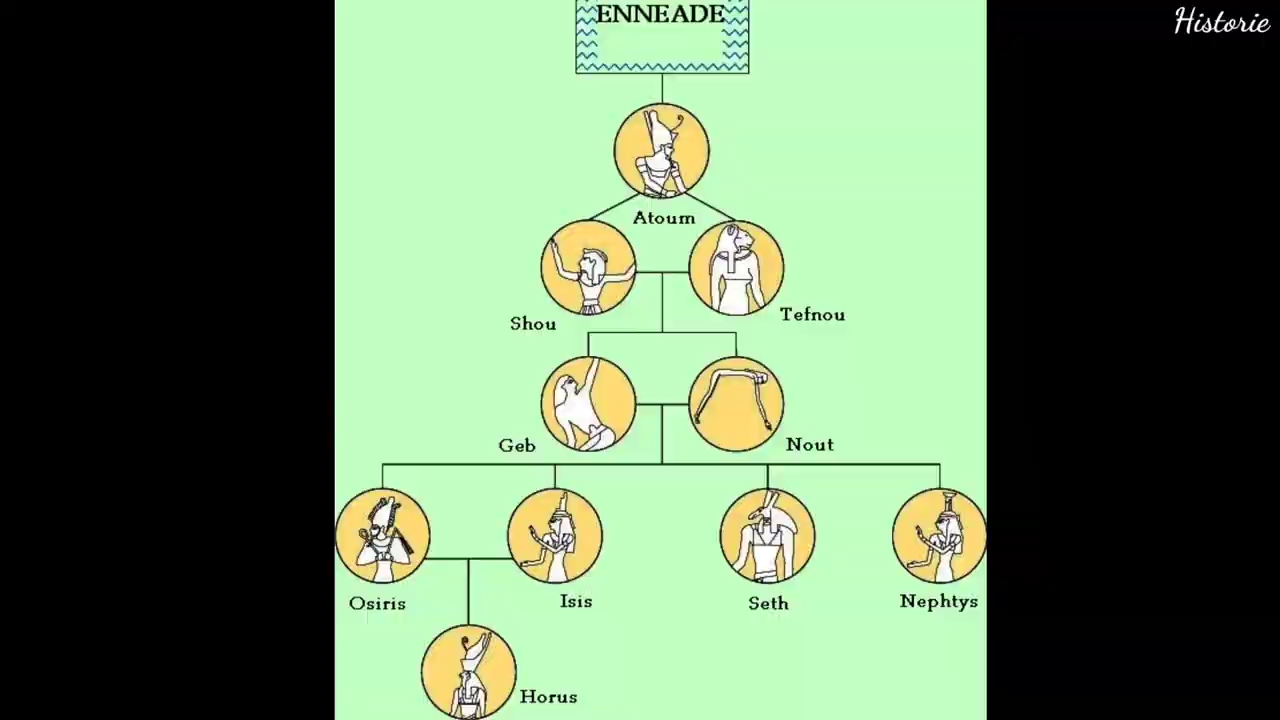 ENNEADE
Historie
Atoum
Shou
Tefnou
Geb
Nout
Osiris
Isis
Seth
Nephtys
Horus